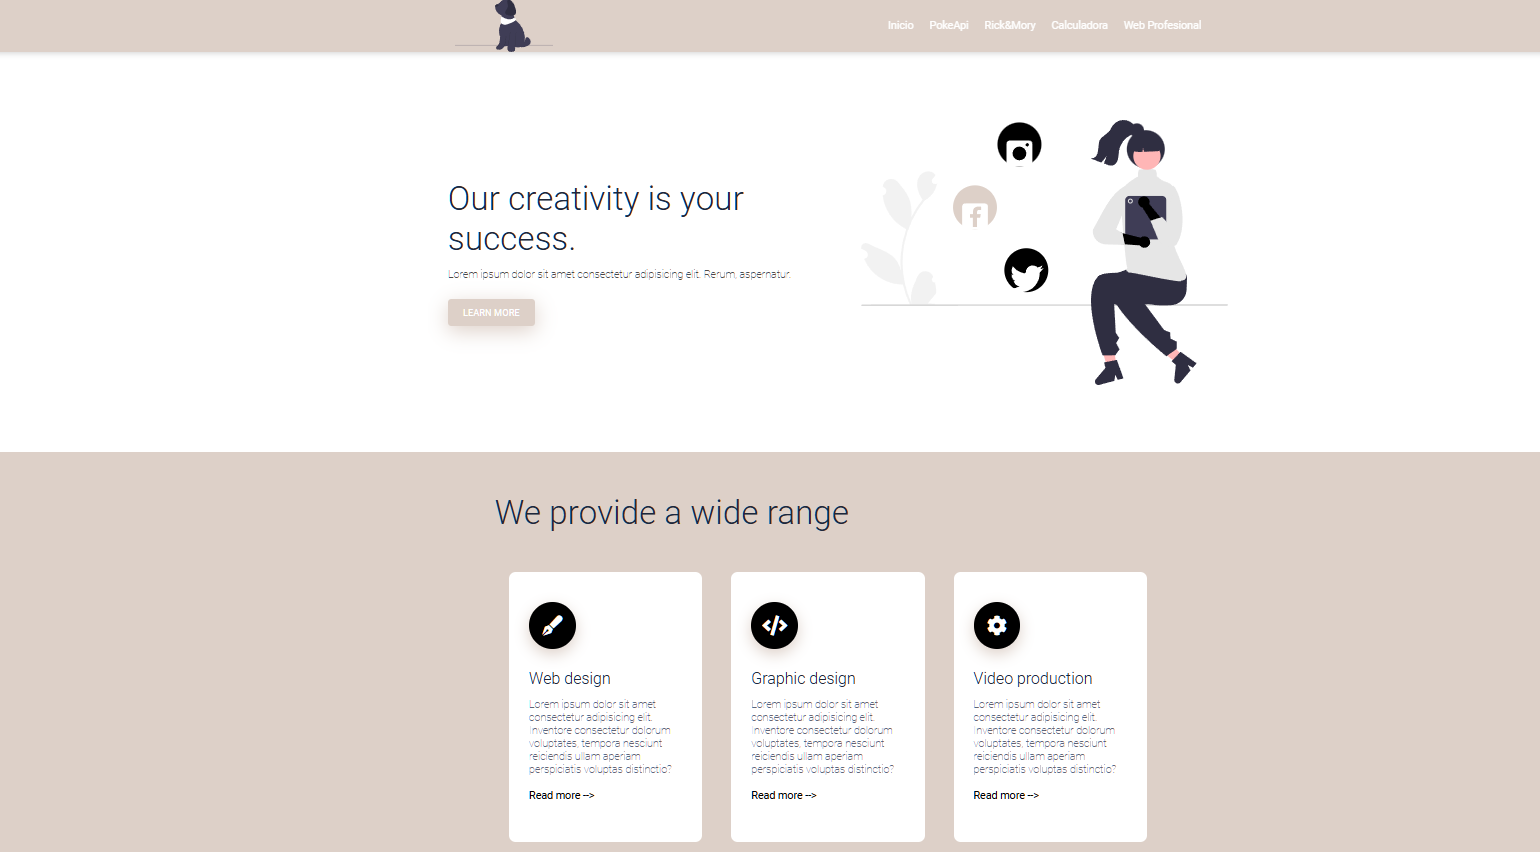 Inicio PokeApi Rick&Mory Calculadora Web Profesional
Our creativity is your
success.
Lorem ipsum dolor sit amet consectetur adipisicing elit. Rerum, aspernatur.
LEARN MORE
We provide a wide range
Web design
Lorem ipsum dolor sit amet
consectetur adipisicing elit.
Inventore consectetur dolorum
voluptates, tempora nesciunt
reiciendis ullam aperiam
perspiciatis voluptas distinctio?
Read more -->
Graphic design
Lorem ipsum dolor sit amet
consectetur adipisicing elit.
Inventore consectetur dolorum
voluptates, tempora nesciunt
reiciendis ullam aperiam
perspiciatis voluptas distinctio?
Read more -->
Video production
Lorem ipsum dolor sit amet
consectetur adipisicing elit.
Inventore consectetur dolorum
voluptates, tempora nesciunt
reiciendis ullam aperiam
perspiciatis voluptas distinctio?
Read more -->